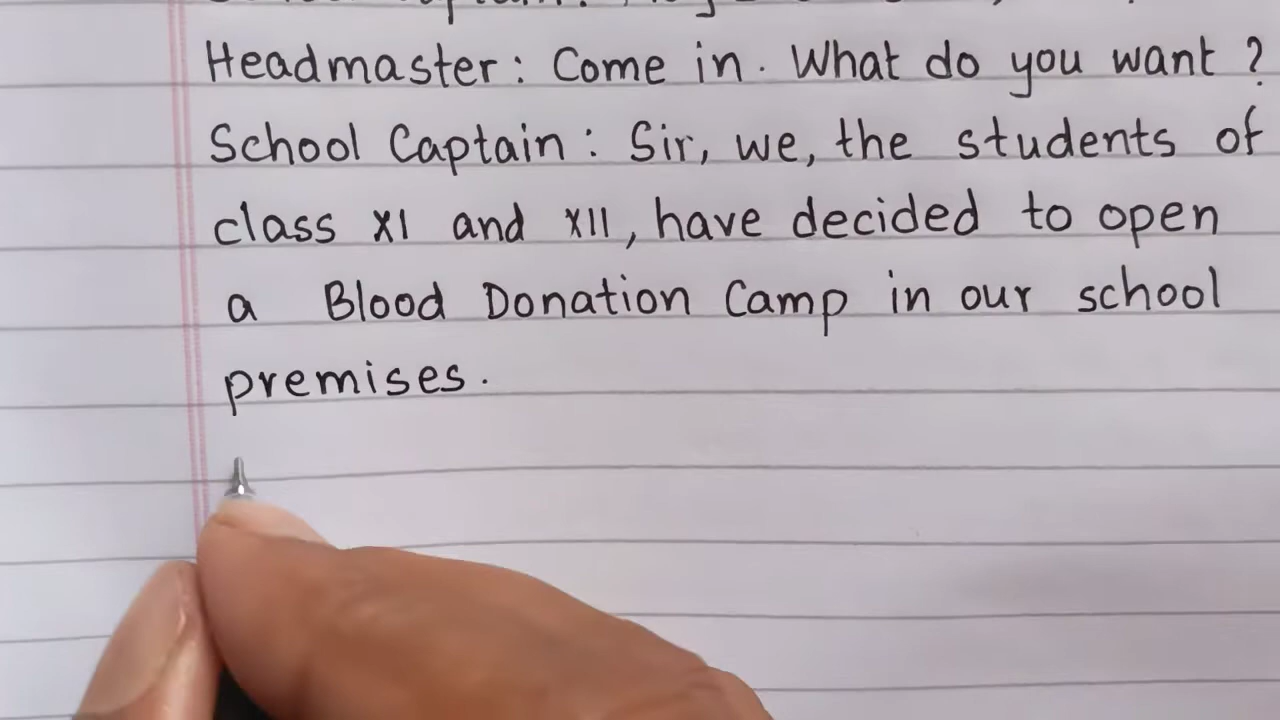 Headmaster : Come in. What do you want ?
School Captain : Sir, we, the students of
class XI and XII, have decided to open
a Blood Donation Camp in our school
premises.